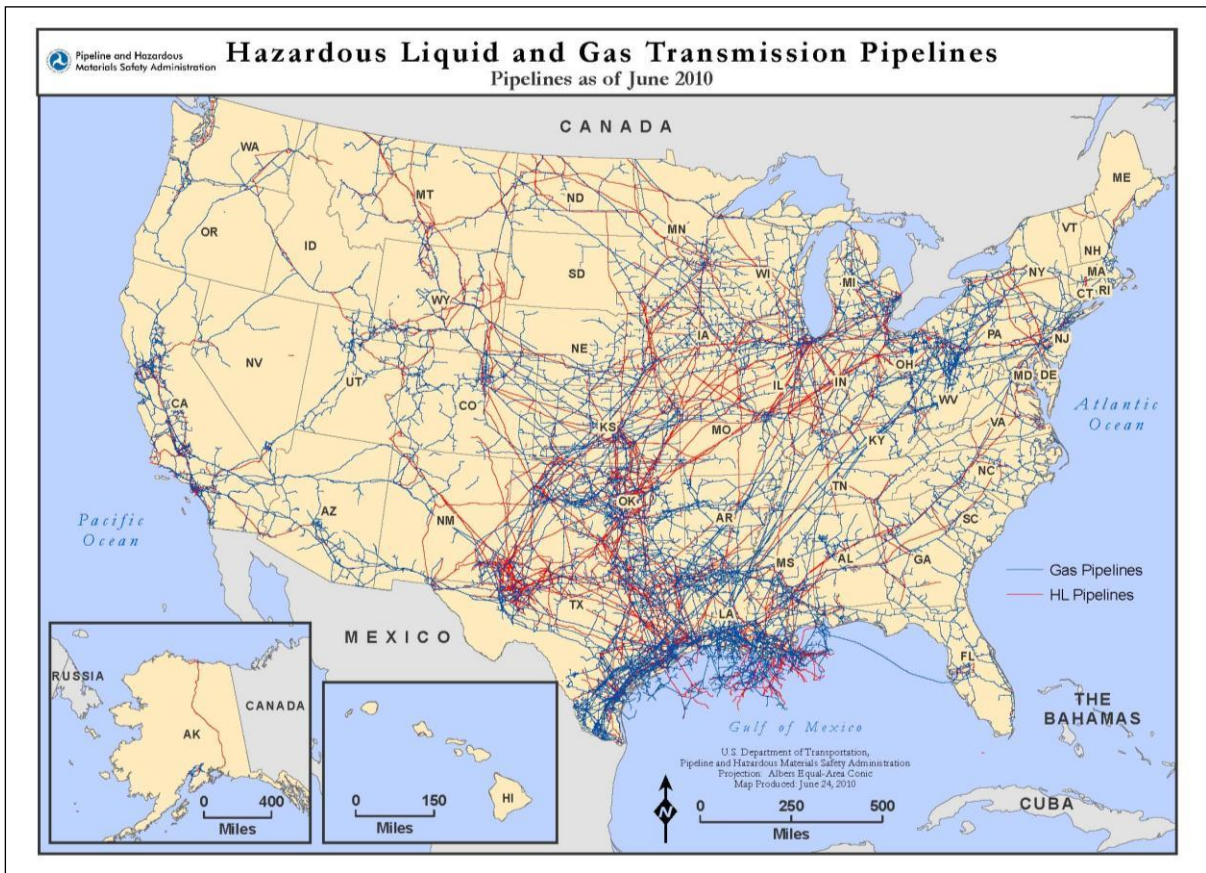 Pipeline and Hazardous
Materials Safety Administration
Hazardous Liquid and Gas Transmission Pipelines
Pipelines as of June 2010
CANADA
WA
MT
ND
MN
ME
VT
NH
OR
ID
SD
WI
MI
NY
MA
CT
RI
WY
IA
PA
NJ
NE
OH
NV
UT
IL
IN
MD
DE
CA
CO
WV
KS
MO
KY
VA
Atlantic
Ocean
NC
TN
OK
AZ
NM
AR
SC
Pacific
Ocean
MS
AL
GA
Gas Pipelines
HL Pipelines
TX
LA
MEXICO
FL
RUSSIA
CANADA
AK
0 400
Miles
0 150
Miles
HI
Gulf of Mexico
THE
BAHAMAS
U.S. Department of Transportation,
Pipeline and Hazardous Materials Safety Administration
Projection: Albers Equal-Area Conic
Map Produced: June 24, 2010
N
0 250 500
Miles
CUBA